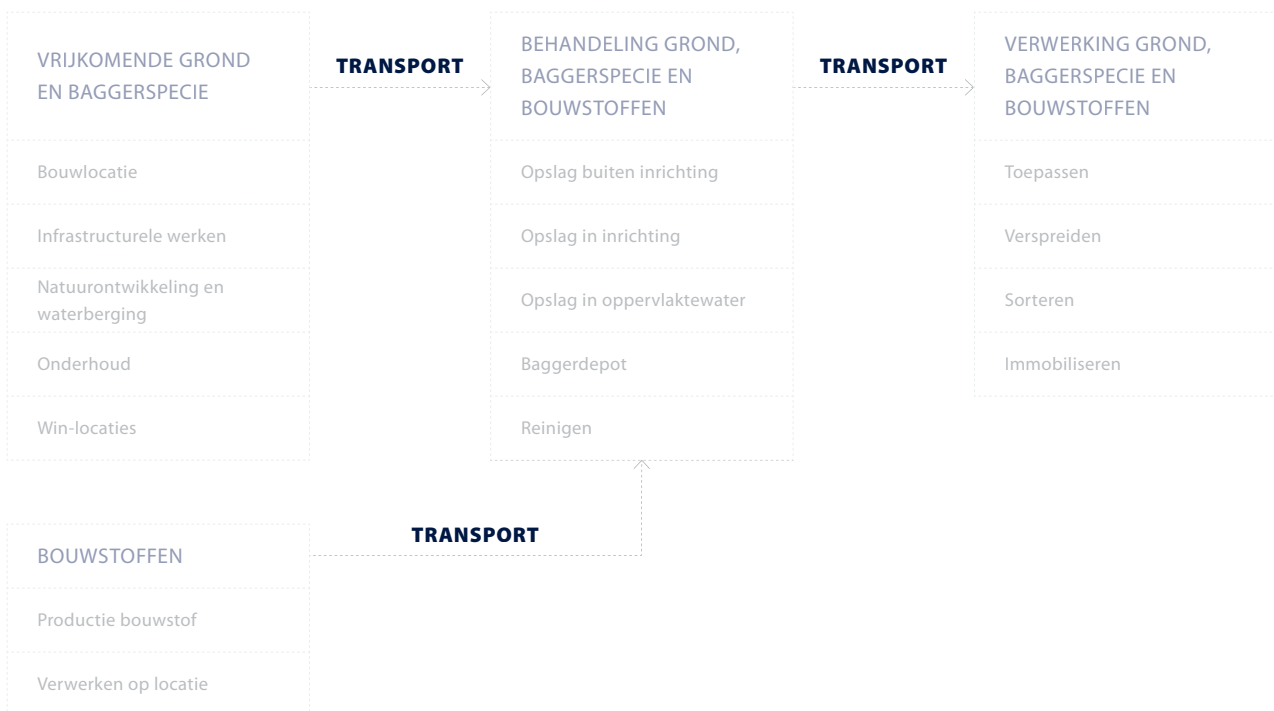 VRIJKOMENDE GROND
EN BAGGERSPECIE
Bouwlocatie
Infrastructurele werken
Natuurontwikkeling en
waterberging
Onderhoud
Win-locaties
TRANSPORT
BEHANDELING GROND,
BAGGERSPECIE EN
BOUWSTOFFEN
Opslag buiten inrichting
Opslag in inrichting
Opslag in oppervlaktewater
Baggerdepot
Reinigen
TRANSPORT
VERWERKING GROND,
BAGGERSPECIE EN
BOUWSTOFFEN
Toepassen
Verspreiden
Sorteren
Immobiliseren
BOUWSTOFFEN
Productie bouwstof
Verwerken op locatie
TRANSPORT